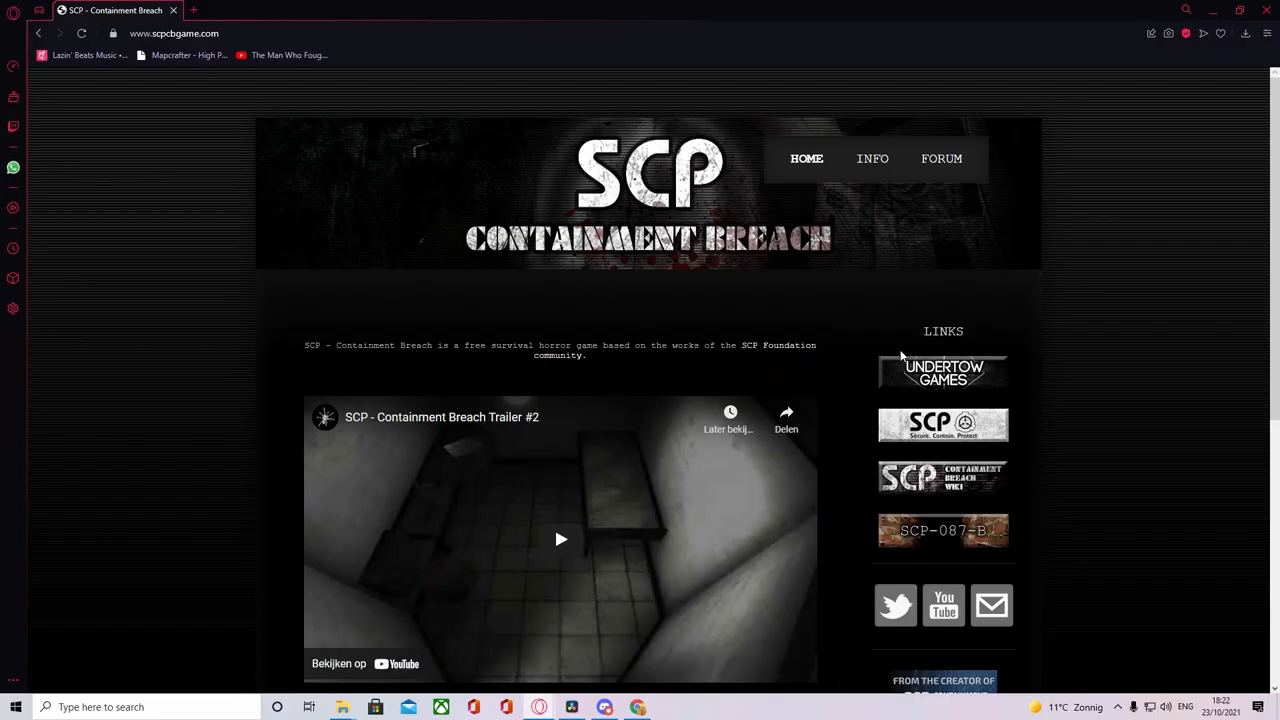 SCP - Containment Breach
www.scpcbgame.com
Lazin' Beats Music •...
Mapcrafter - High P...
The Man Who Foug...
SCP
CONTAINMENT BREACH
HOME
INFO
FORUM
LINKS
SCP - Containment Breach is a free survival horror game based on the works of the SCP Foundation
community.
UNDERTOW
GAMES
SCP - Containment Breach Trailer #2
Later bekij...
Delen
SCP
Secure. Contain. Protect.
SCP
CONTAINMENT
BREACH
WIKI
SCP-087-B
You
Tube
Bekijken op YouTube
FROM THE CREATOR OF
Type here to search
11°C Zonnig
ENG
18:22
23/10/2021